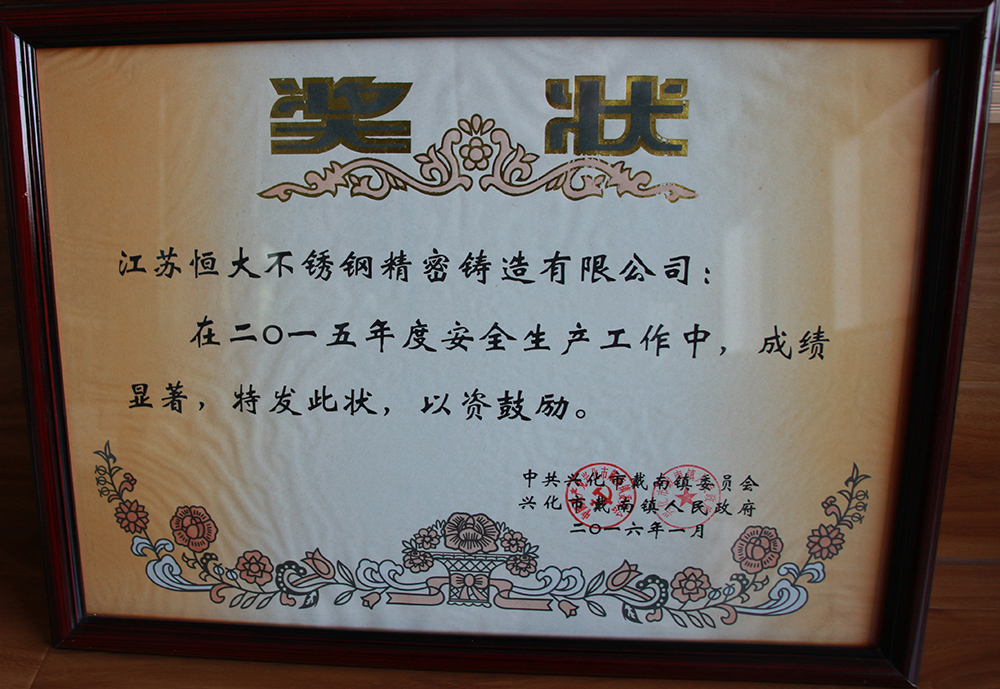 奖状
江苏恒大不锈钢精密铸造有限公司：
在二〇一五年度安全生产工作中，成绩
显著，特发此状，以资鼓励。
中共兴化市戴南镇委员会
兴化市戴南镇人民政府
二〇一六年一月